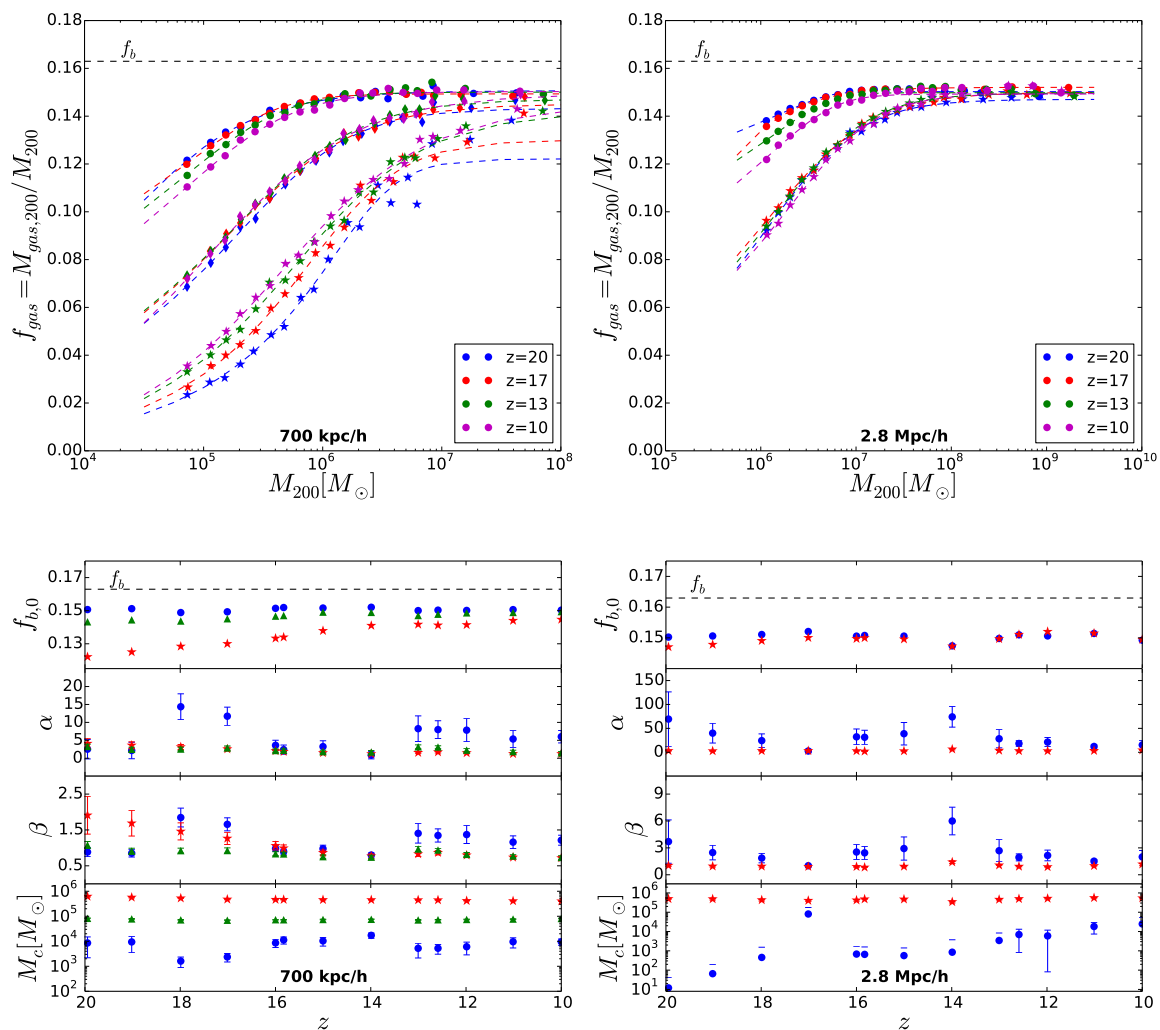 0.18
0.16
0.14
0.12
0.10
0.08
0.06
0.04
0.02
0.00
f_b
f_gas = M_gas,200/M_200
z=20
z=17
z=13
z=10
700 kpc/h
10^4 10^5 10^6 10^7 10^8
M_200[M_⊙]
0.18
0.16
0.14
0.12
0.10
0.08
0.06
0.04
0.02
0.00
f_b
f_gas = M_gas,200/M_200
z=20
z=17
z=13
z=10
2.8 Mpc/h
10^5 10^6 10^7 10^8 10^9 10^10
M_200[M_⊙]
f_b
0.17
0.15
0.13
f_b,0
20
15
10
5
0
α
2.5
1.5
0.5
β
10^6
10^5
10^4
10^3
10^2
M_c[M_⊙]
700 kpc/h
20 18 16 14 12 10
z
f_b
0.17
0.16
0.15
f_b,0
150
100
50
0
α
9
6
3
0
β
10^6
10^5
10^4
10^3
10^2
10^1
M_c[M_⊙]
2.8 Mpc/h
20 18 16 14 12 10
z